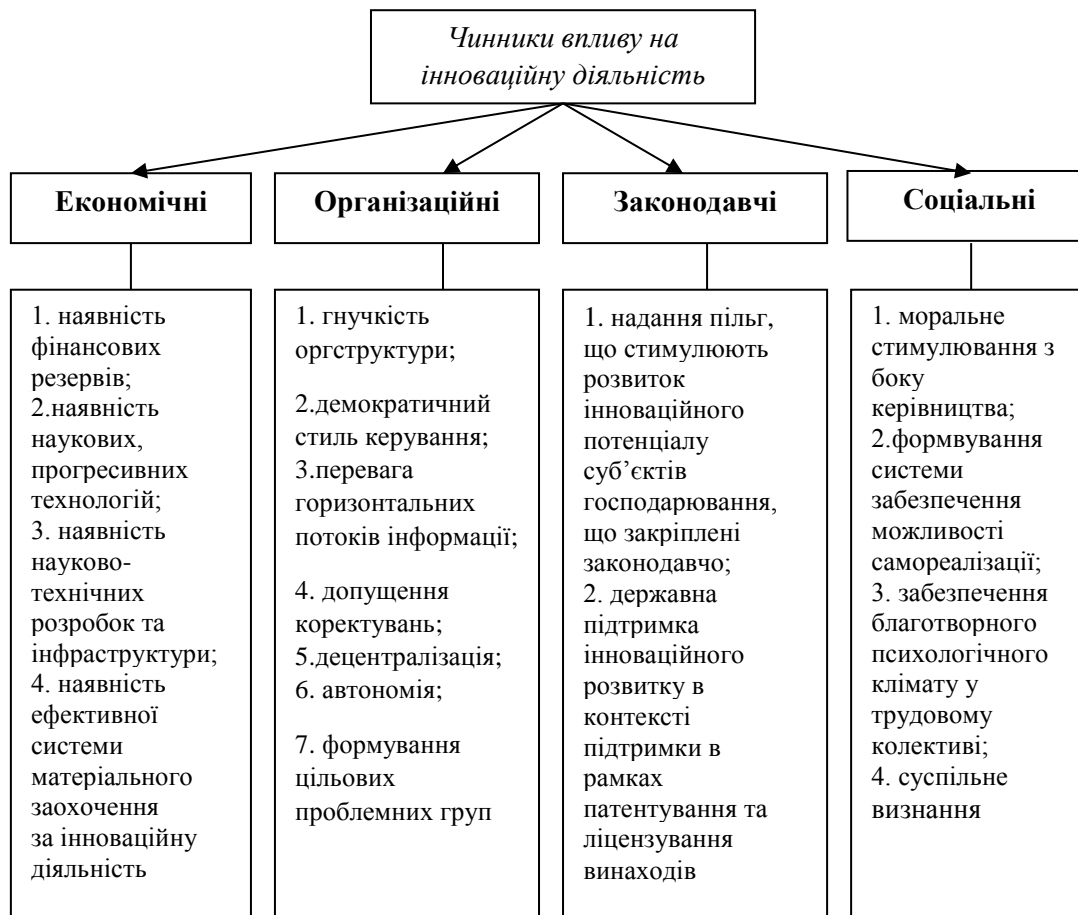 Чинники впливу на
інноваційну діяльність
Економічні
Організаційні
Законодавчі
Соціальні
1. наявність
фінансових
резервів;
2.наявність
наукових,
прогресивних
технологій;
3. наявність
науково-
технічних
розробок та
інфраструктури;
4. наявність
ефективної
системи
матеріального
заохочення
за інноваційну
діяльність
1. гнучкість
оргструктури;
2.демократичний
стиль керування;
3.перевага
горизонтальних
потоків інформації;
4. допущення
коректувань;
5.децентралізація;
6. автономія;
7. формування
цільових
проблемних груп
1. надання пільг,
що стимулюють
розвиток
інноваційного
потенціалу
суб’єктів
господарювання,
що закріплені
законодавчо;
2. державна
підтримка
інноваційного
розвитку в
контексті
підтримки в
рамках
патентування та
ліцензування
винаходів
1. моральне
стимулювання з
боку
керівництва;
2.формвування
системи
забезпечення
можливості
самореалізації;
3. забезпечення
благотворного
психологічного
клімату у
трудовому
колективі;
4. суспільне
визнання